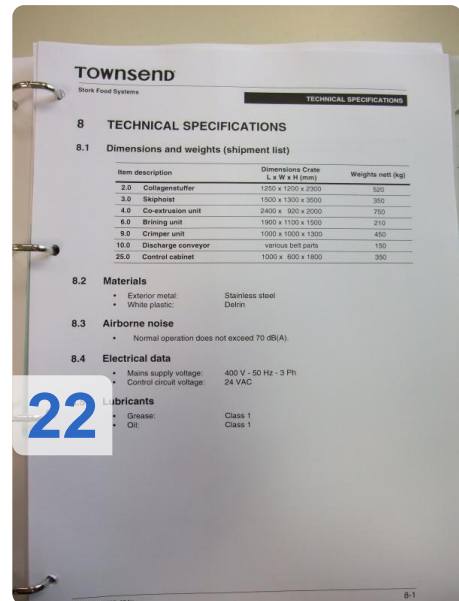 TOWNSEND
Stork Food Systems
TECHNICAL SPECIFICATIONS
8 TECHNICAL SPECIFICATIONS
8.1 Dimensions and weights (shipment list)
Item description Dimensions Crate L x W x H (mm) Weights nett (kg)
2.0 Collagenstuffer 1250 x 1200 x 2300 520
3.0 Skiphoist 1500 x 1300 x 3500 350
4.0 Co-extrusion unit 2400 x 920 x 2000 750
6.0 Brining unit 1900 x 1100 x 1500 210
9.0 Crimper unit 1000 x 1000 x 1300 450
10.0 Discharge conveyor various belt parts 150
25.0 Control cabinet 1000 x 600 x 1800 350
8.2 Materials
• Exterior metal: Stainless steel
• White plastic: Delrin
8.3 Airborne noise
• Normal operation does not exceed 70 dB(A).
8.4 Electrical data
• Mains supply voltage: 400 V - 50 Hz - 3 Ph
• Control circuit voltage: 24 VAC
Lubricants
• Grease: Class 1
• Oil: Class 1
22
8-1